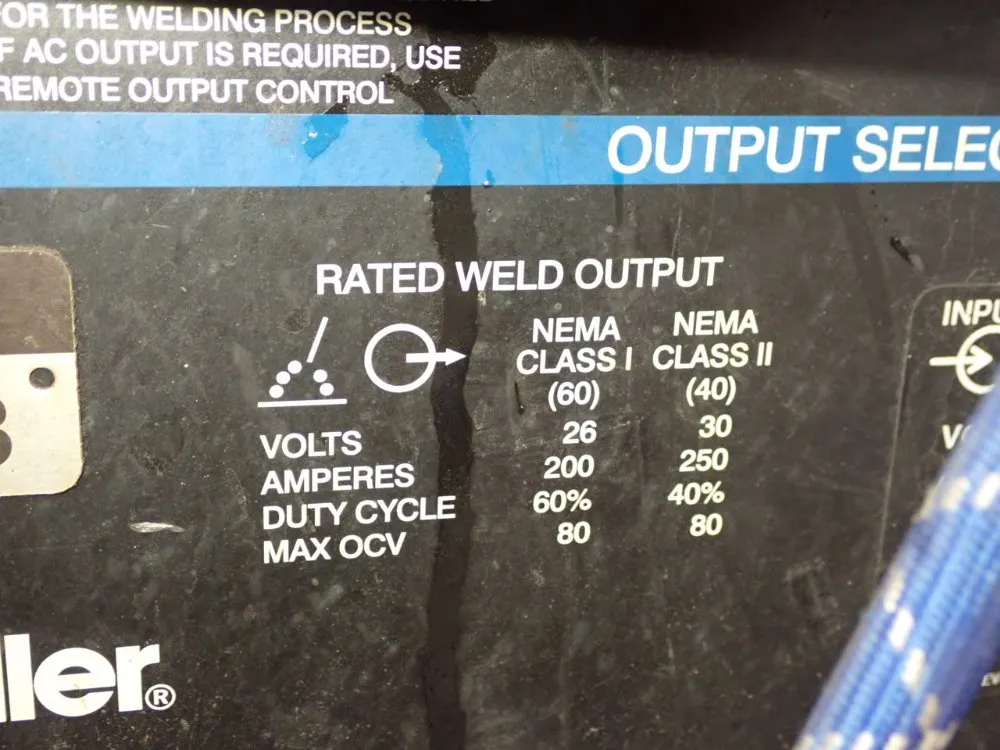 FOR THE WELDING PROCESS
F AC OUTPUT IS REQUIRED, USE
REMOTE OUTPUT CONTROL
OUTPUT SELEC
RATED WELD OUTPUT
NEMA NEMA
CLASS I CLASS II
(60) (40)
VOLTS 26 30
AMPERES 200 250
DUTY CYCLE 60% 40%
MAX OCV 80 80
INPU
ller®